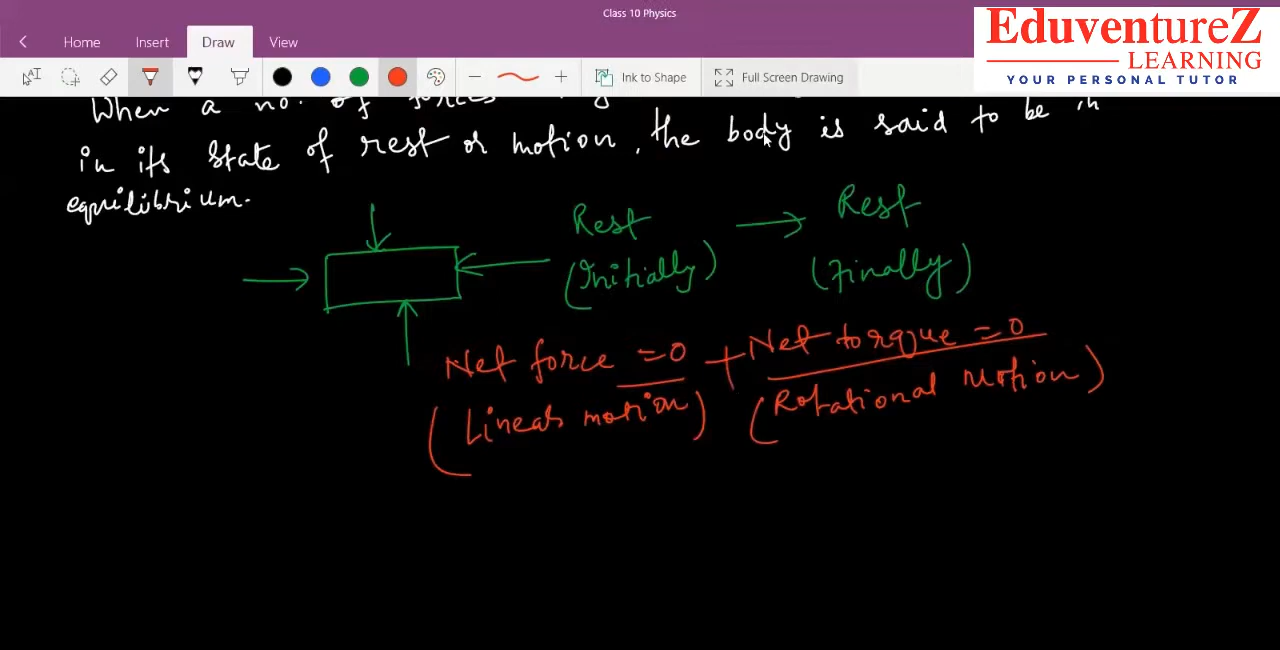 Class 10 Physics
EduventureZ
LEARNING
YOUR PERSONAL TUTOR
Home Insert Draw View
Ink to Shape Full Screen Drawing
When a no. of forces
in its state of rest or motion, the body is said to be in
equilibrium.
Rest → Rest
(Initially) (Finally)
Net force = 0 + Net torque = 0
(Linear motion) (Rotational Motion)